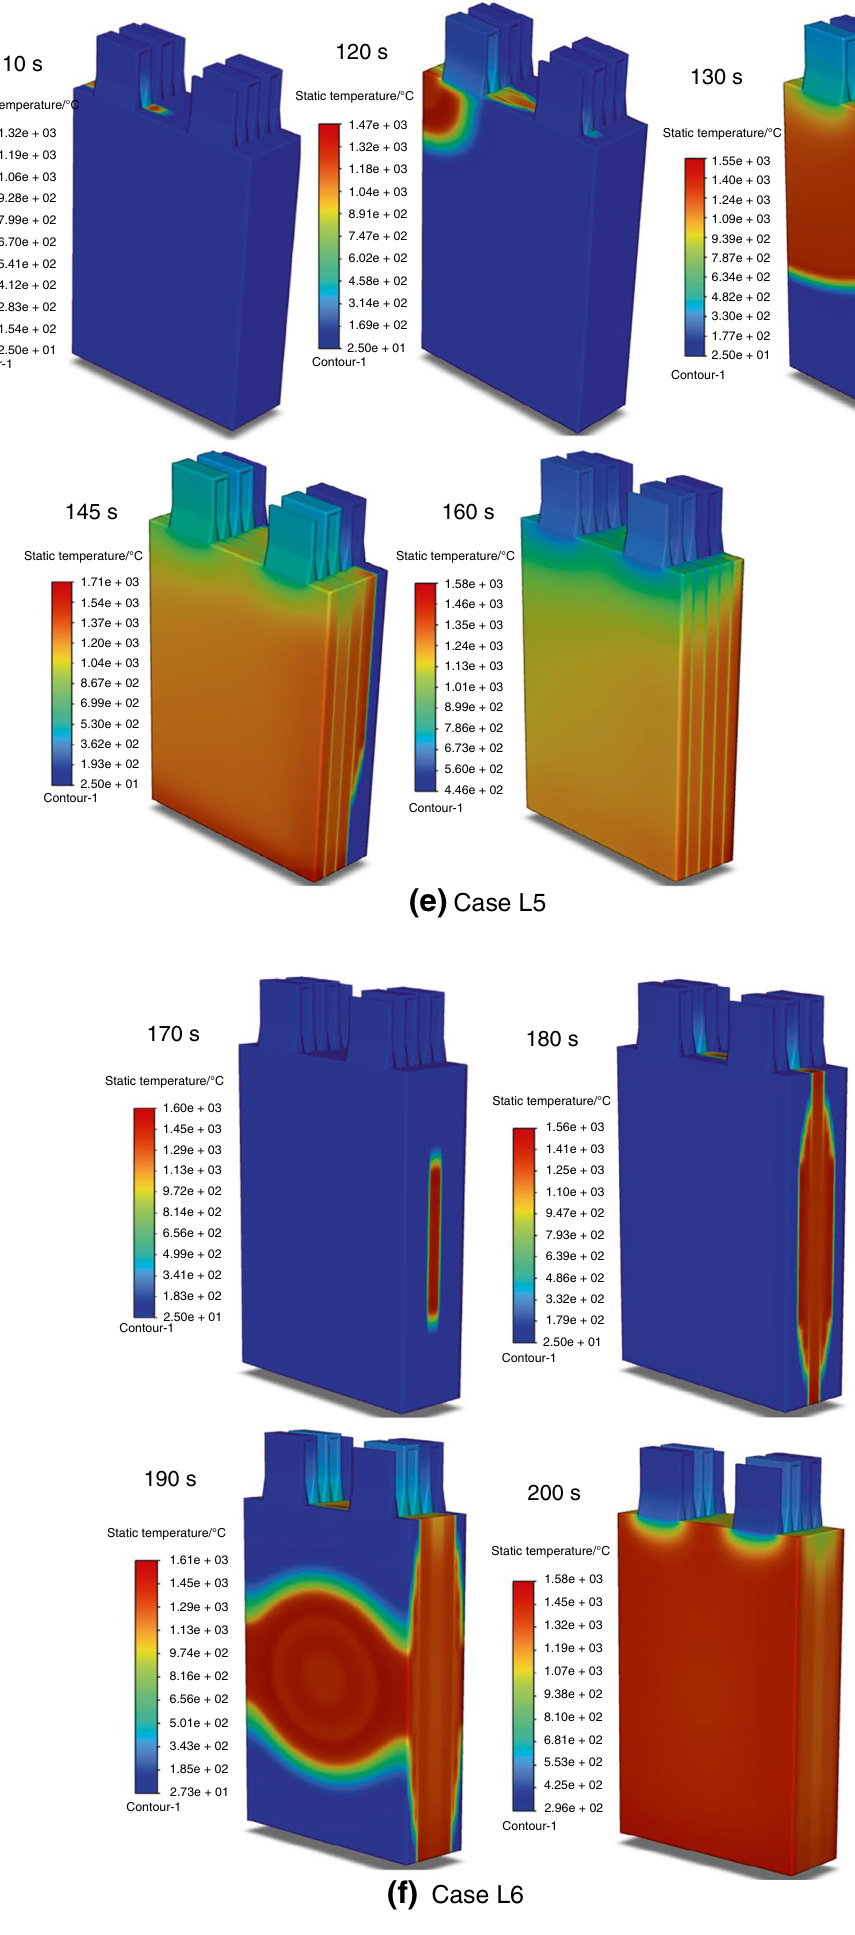 10 s
emperature/°C
1.32e + 03
1.19e + 03
1.06e + 03
9.28e + 02
7.99e + 02
6.70e + 02
5.41e + 02
4.12e + 02
2.83e + 02
1.54e + 02
2.50e + 01
r-1
120 s
Static temperature/°C
1.47e + 03
1.32e + 03
1.18e + 03
1.04e + 03
8.91e + 02
7.47e + 02
6.02e + 02
4.58e + 02
3.14e + 02
1.69e + 02
2.50e + 01
Contour-1
130 s
Static temperature/°C
1.55e + 03
1.40e + 03
1.24e + 03
1.09e + 03
9.39e + 02
7.87e + 02
6.34e + 02
4.82e + 02
3.30e + 02
1.77e + 02
2.50e + 01
Contour-1
145 s
Static temperature/°C
1.71e + 03
1.54e + 03
1.37e + 03
1.20e + 03
1.04e + 03
8.67e + 02
6.99e + 02
5.30e + 02
3.62e + 02
1.93e + 02
2.50e + 01
Contour-1
160 s
Static temperature/°C
1.58e + 03
1.46e + 03
1.35e + 03
1.24e + 03
1.13e + 03
1.01e + 03
8.99e + 02
7.86e + 02
6.73e + 02
5.60e + 02
4.46e + 02
Contour-1
(e) Case L5
170 s
Static temperature/°C
1.60e + 03
1.45e + 03
1.29e + 03
1.13e + 03
9.72e + 02
8.14e + 02
6.56e + 02
4.99e + 02
3.41e + 02
1.83e + 02
2.50e + 01
Contour-1
180 s
Static temperature/°C
1.56e + 03
1.41e + 03
1.25e + 03
1.10e + 03
9.47e + 02
7.93e + 02
6.39e + 02
4.86e + 02
3.32e + 02
1.79e + 02
2.50e + 01
Contour-1
190 s
Static temperature/°C
1.61e + 03
1.45e + 03
1.29e + 03
1.13e + 03
9.74e + 02
8.16e + 02
6.56e + 02
5.01e + 02
3.43e + 02
1.85e + 02
2.73e + 01
Contour-1
200 s
Static temperature/°C
1.58e + 03
1.45e + 03
1.32e + 03
1.19e + 03
1.07e + 03
9.38e + 02
8.10e + 02
6.81e + 02
5.53e + 02
4.25e + 02
2.96e + 02
Contour-1
(f) Case L6